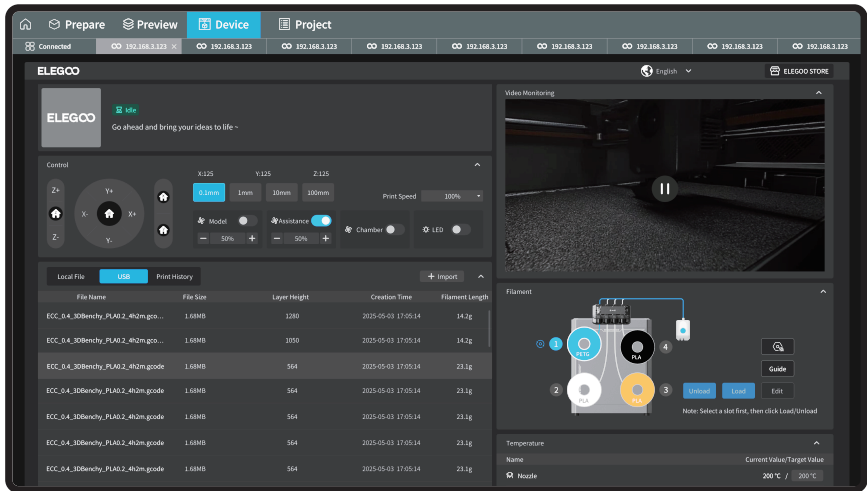 Prepare Preview Device Project
Connected 192.168.3.123 192.168.3.123 192.168.3.123 192.168.3.123 192.168.3.123 192.168.3.123 192.168.3.123 192.168.3.123 192.168.3.123
ELEGOO English ELEGOO STORE
ELEGOO
Idle
Go ahead and bring your ideas to life ~
Control
X:125 Y:125 Z:125
0.1mm 1mm 10mm 100mm
Print Speed 100%
Z+ Z-
Y+ X- X+ Y-
Model Assistance Chamber LED
− 50% + − 50% +
Local File USB Print History + Import
File Name File Size Layer Height Creation Time Filament Length
ECC_0.4_3DBenchy_PLA0.2_4h2m.gco... 1.68MB 1280 2025-05-03 17:05:14 14.2g
ECC_0.4_3DBenchy_PLA0.2_4h2m.gco... 1.68MB 1050 2025-05-03 17:05:14 14.2g
ECC_0.4_3DBenchy_PLA0.2_4h2m.gcode 1.68MB 564 2025-05-03 17:05:14 23.1g
ECC_0.4_3DBenchy_PLA0.2_4h2m.gcode 1.68MB 564 2025-05-03 17:05:14 23.1g
ECC_0.4_3DBenchy_PLA0.2_4h2m.gcode 1.68MB 564 2025-05-03 17:05:14 23.1g
ECC_0.4_3DBenchy_PLA0.2_4h2m.gcode 1.68MB 564 2025-05-03 17:05:14 23.1g
ECC_0.4_3DBenchy_PLA0.2_4h2m.gcode 1.68MB 564 2025-05-03 17:05:14 23.1g
Video Monitoring
Filament
1 PETG PLA 4
2 PLA PLA 3
Guide
Unload Load Edit
Note: Select a slot first, then click Load/Unload
Temperature
Name Current Value/Target Value
Nozzle 200℃ / 200℃